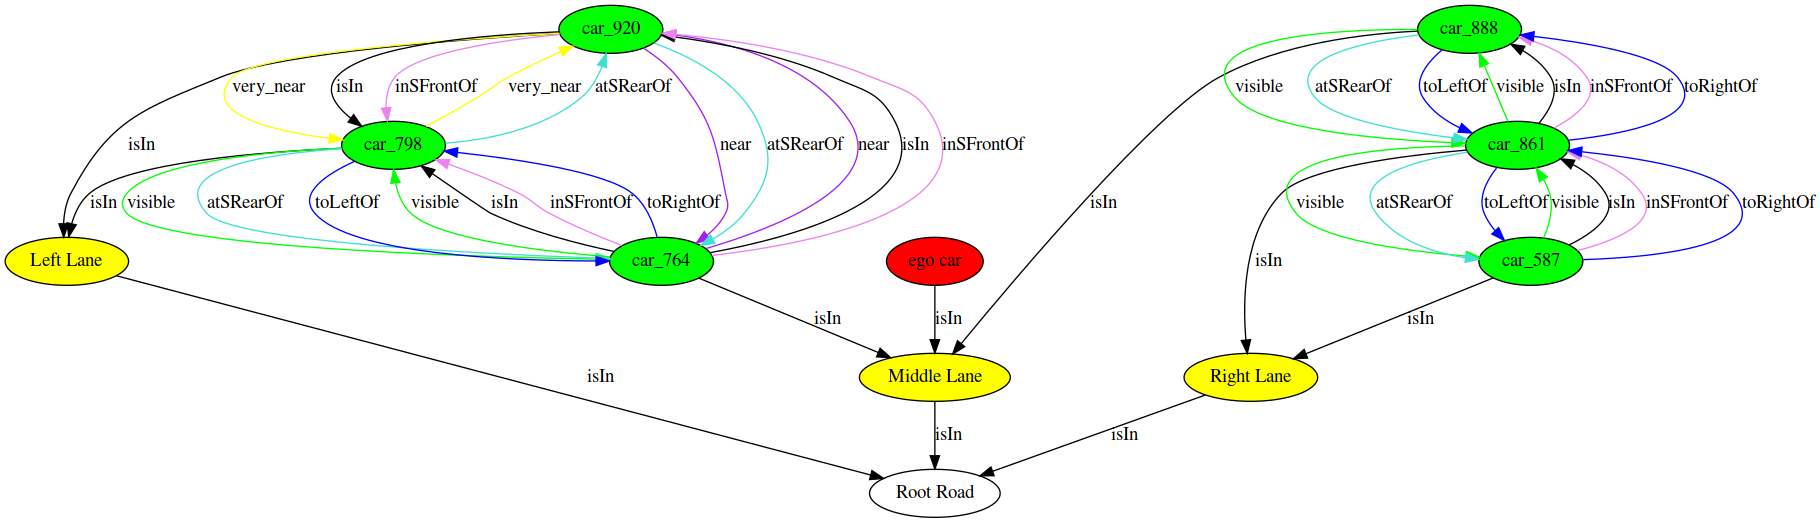 car_920
car_888
very_near
isIn
inSFrontOf
very_near
atSRearOf
visible
atSRearOf
toLeftOf
visible
isIn
inSFrontOf
toRightOf
isIn
car_798
near
atSRearOf
near
isIn
inSFrontOf
car_861
isIn
visible
atSRearOf
toLeftOf
visible
isIn
inSFrontOf
toRightOf
isIn
visible
atSRearOf
toLeftOf
visible
isIn
inSFrontOf
toRightOf
Left Lane
car_764
ego car
isIn
car_587
isIn
isIn
isIn
isIn
Middle Lane
Right Lane
isIn
isIn
Root Road